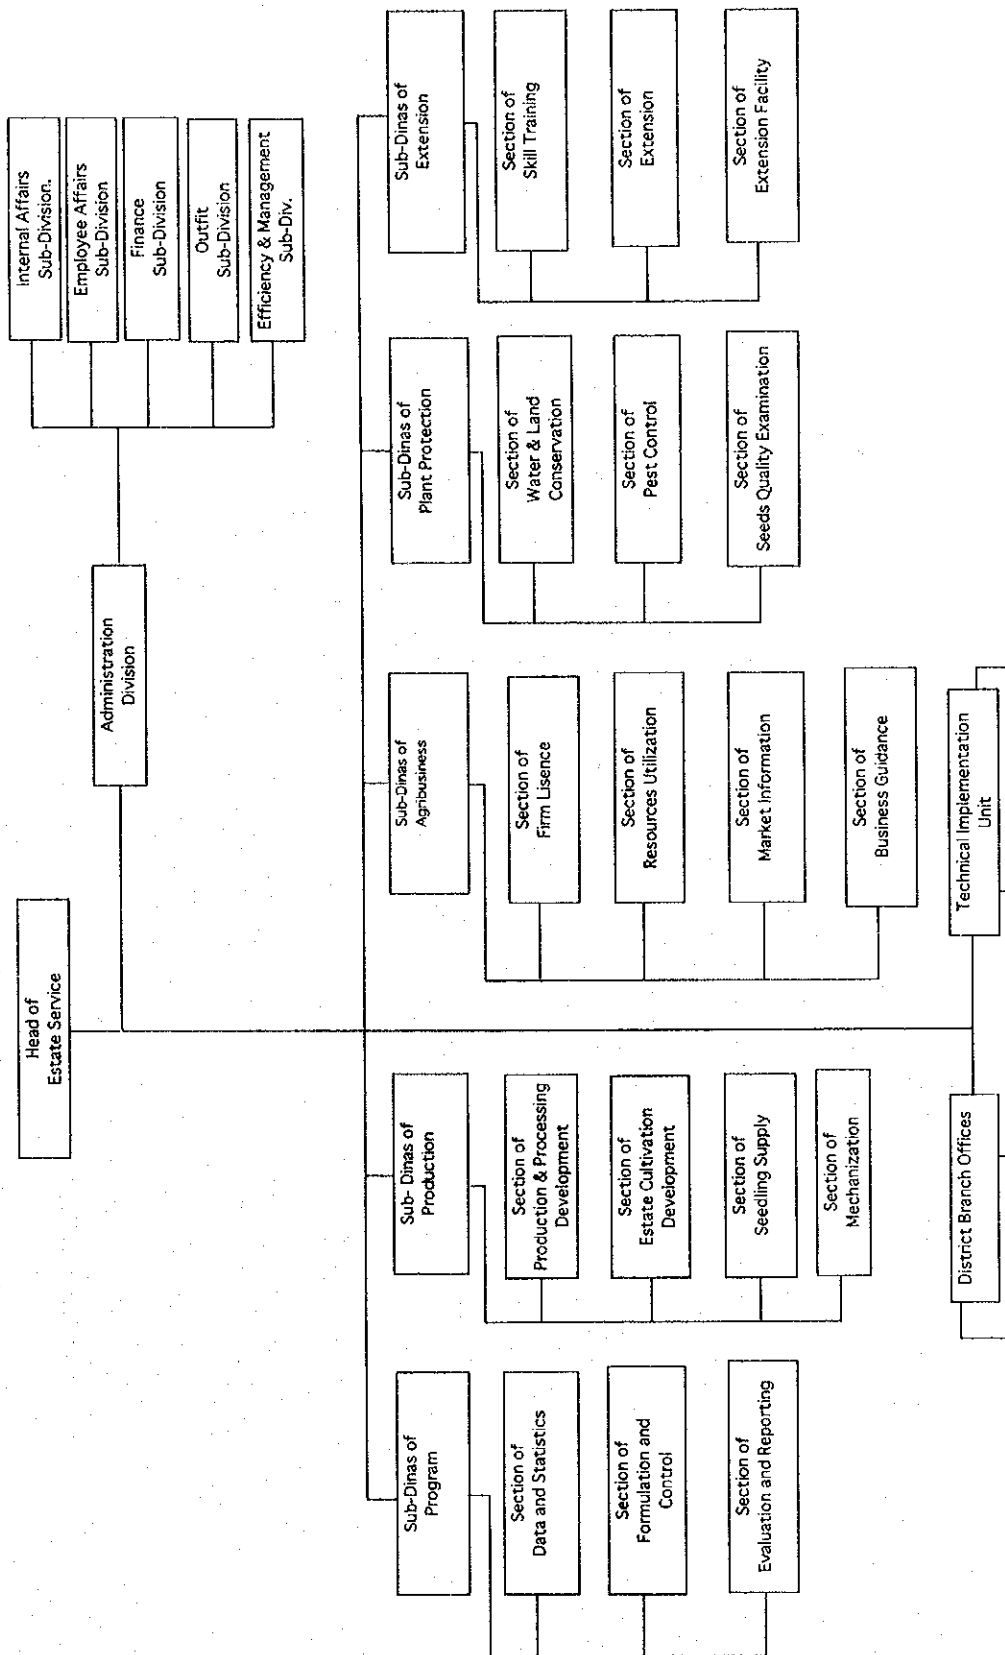 Head of
Estate Service
Administration
Division
Internal Affairs
Sub-Division.
Employee Affairs
Sub-Division
Finance
Sub-Division
Outfit
Sub-Division
Efficiency & Management
Sub-Div.
Sub-Dinas of
Program
Section of
Data and Statistics
Section of
Formulation and
Control
Section of
Evaluation and Reporting
Sub- Dinas of
Production
Section of
Production & Processing
Development
Section of
Estate Cultivation
Development
Section of
Seedling Supply
Section of
Mechanization
Sub-Dinas of
Agribusiness
Section of
Firm Lisence
Section of
Resources Utilization
Section of
Market Information
Section of
Business Guidance
Sub-Dinas of
Plant Protection
Section of
Water & Land
Conservation
Section of
Pest Control
Section of
Seeds Quality Examination
Sub-Dinas of
Extension
Section of
Skill Training
Section of
Extension
Section of
Extension Facility
District Branch Offices
Technical Implementation
Unit